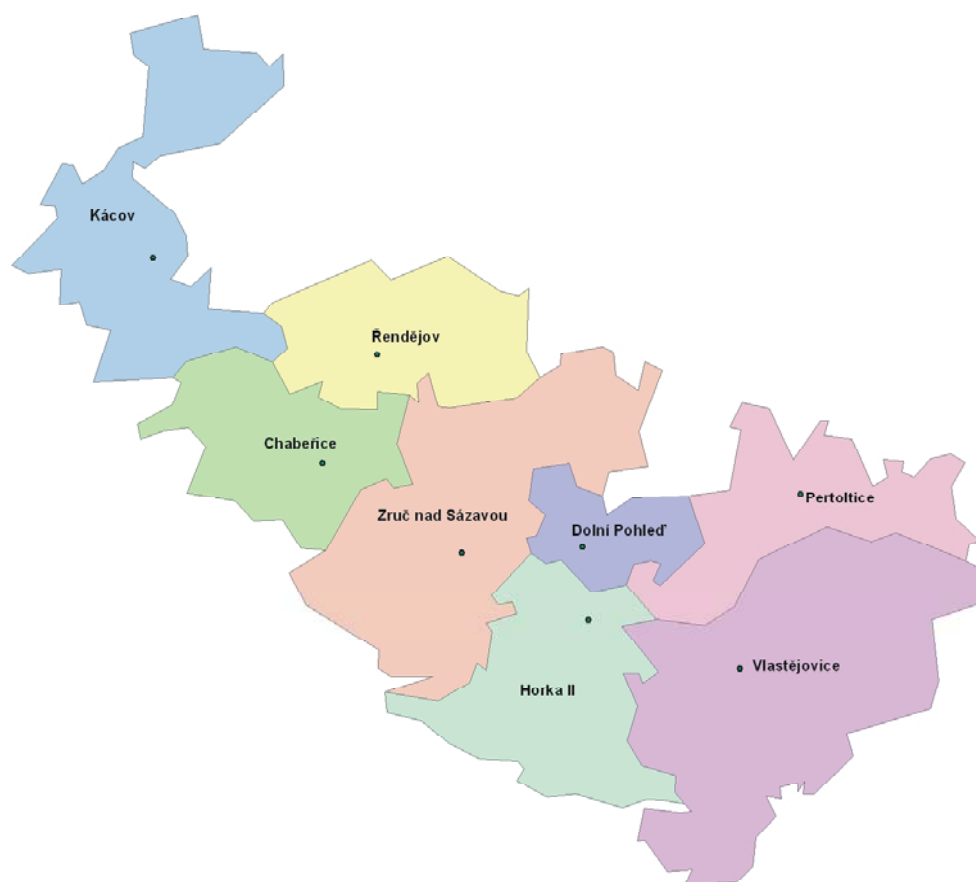 Kácov
Řendějov
Chabeřice
Zruč nad Sázavou
Pertoltice
Dolní Pohleď
Vlastějovice
Horka II